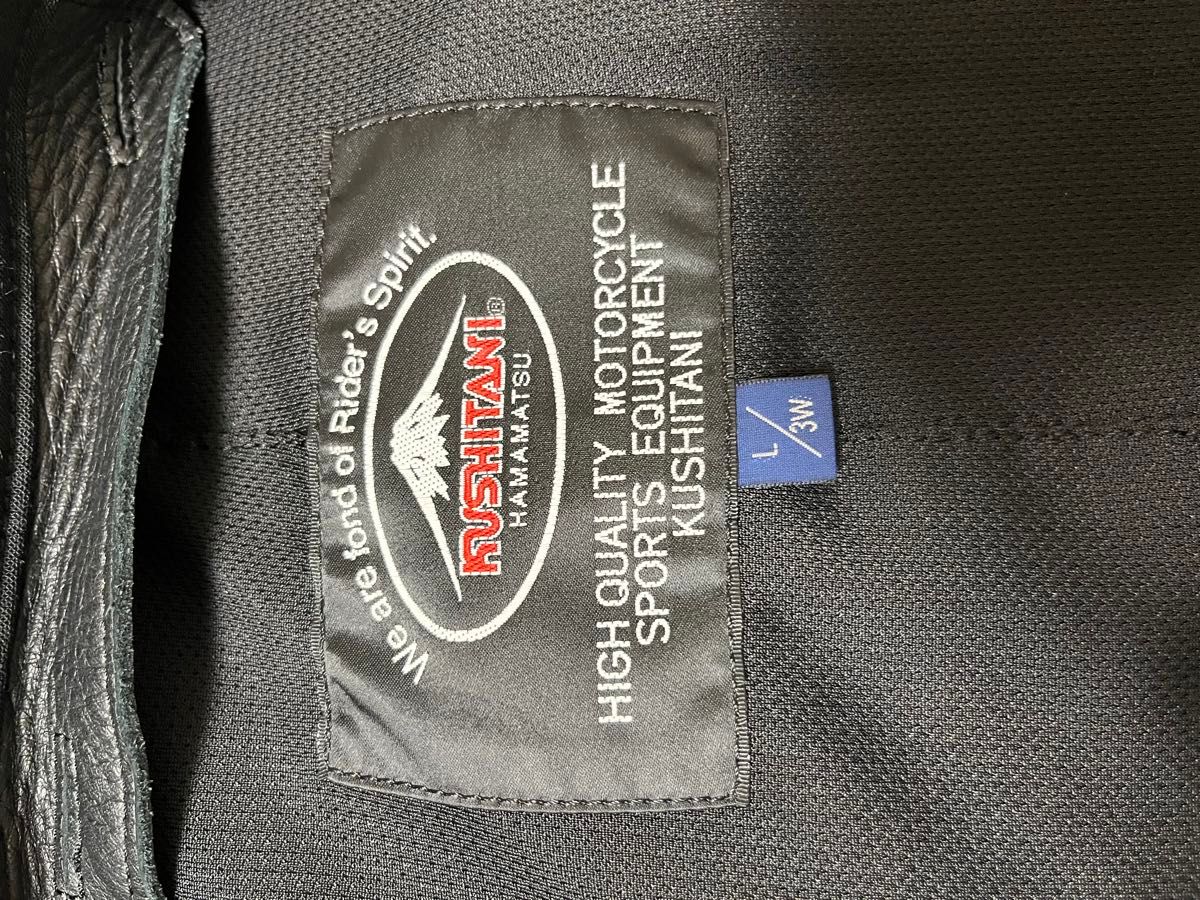 We are fond of Rider's Spirit.
KUSHITANI®
HAMAMATSU
HIGH QUALITY MOTORCYCLE
SPORTS EQUIPMENT
KUSHITANI
L/3W